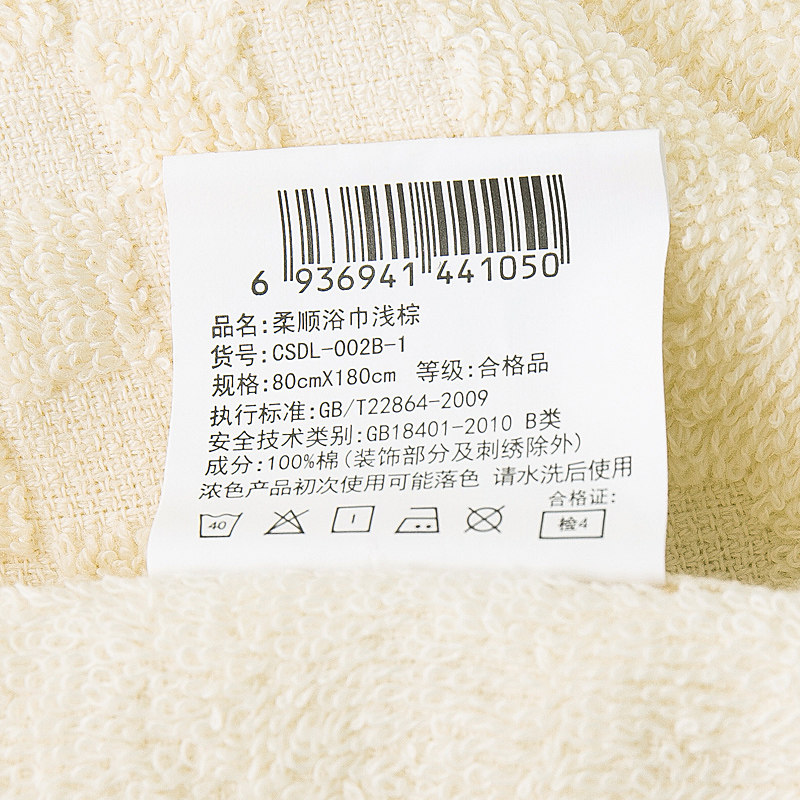 6 936941 441050
品名:柔顺浴巾浅棕
货号:CSDL-002B-1
规格:80cmX180cm 等级:合格品
执行标准:GB/T22864-2009
安全技术类别:GB18401-2010 B类
成分:100%棉(装饰部分及刺绣除外)
浓色产品初次使用可能落色 请水洗后使用
合格证:
40
检4